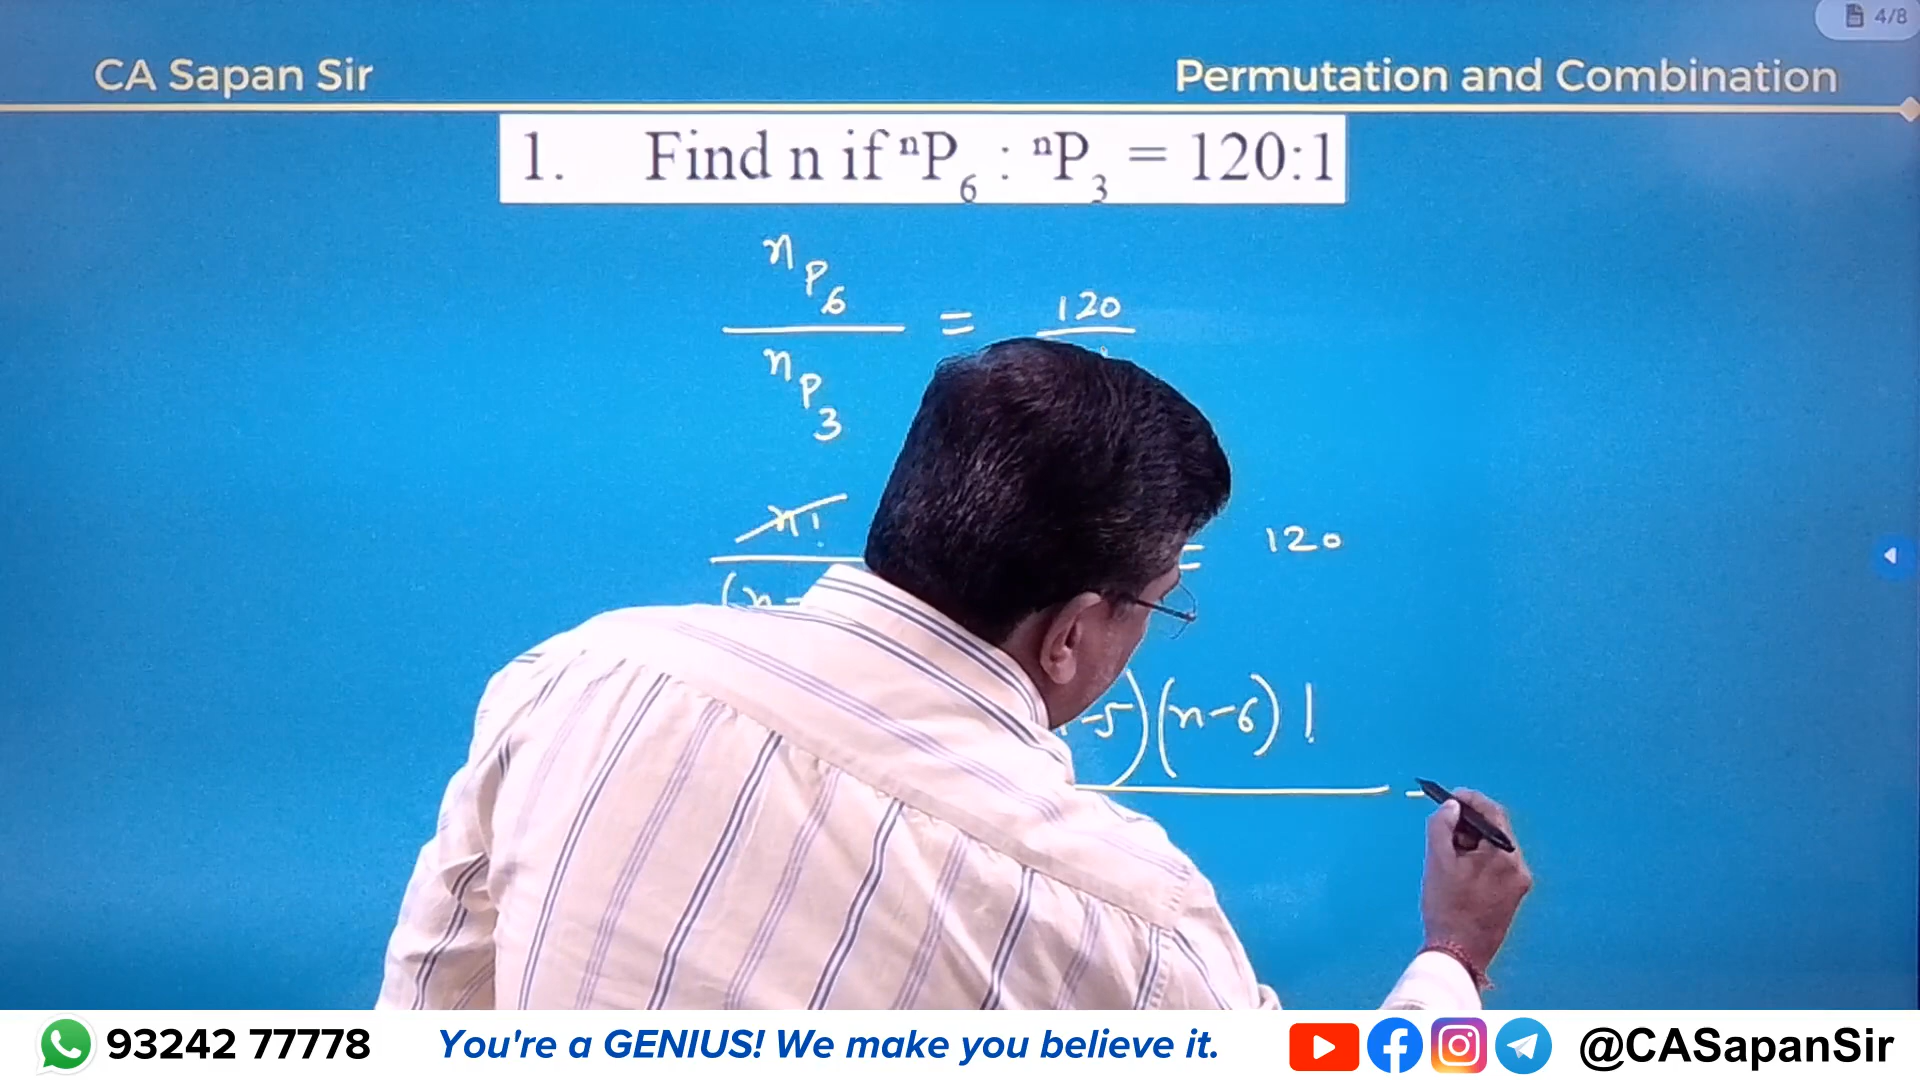 4/8
CA Sapan Sir
Permutation and Combination
1. Find n if ⁿP₆ : ⁿP₃ = 120:1
ⁿP₆ = 120
ⁿP₃
n! = 120
(n-
-5)(n-6)!
93242 77778
You're a GENIUS! We make you believe it.
@CASapanSir